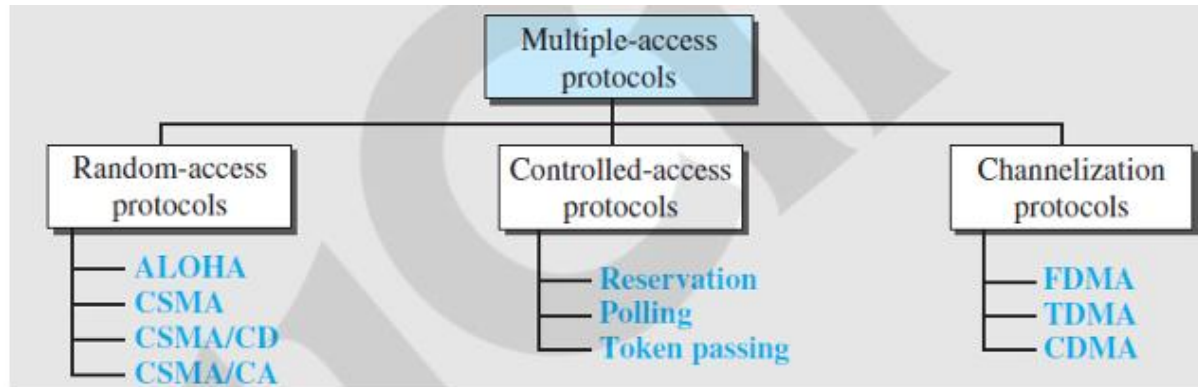 Multiple-access
protocols
Random-access
protocols
Controlled-access
protocols
Channelization
protocols
ALOHA
CSMA
CSMA/CD
CSMA/CA
Reservation
Polling
Token passing
FDMA
TDMA
CDMA